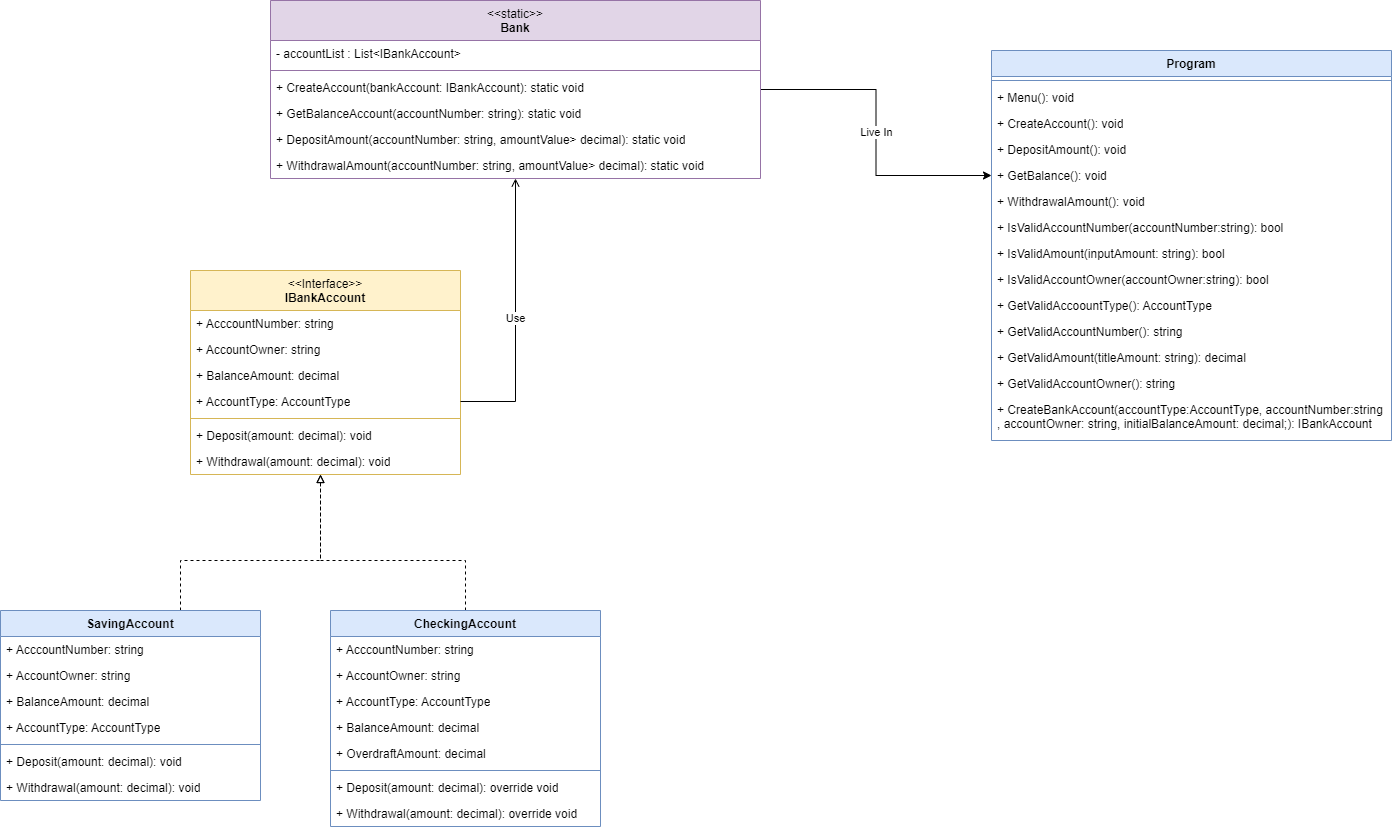 <<static>>
Bank
- accountList : List<IBankAccount>
+ CreateAccount(bankAccount: IBankAccount): static void
+ GetBalanceAccount(accountNumber: string): static void
+ DepositAmount(accountNumber: string, amountValue> decimal): static void
+ WithdrawalAmount(accountNumber: string, amountValue> decimal): static void
Live In
Program
+ Menu(): void
+ CreateAccount(): void
+ DepositAmount(): void
+ GetBalance(): void
+ WithdrawalAmount(): void
+ IsValidAccountNumber(accountNumber:string): bool
+ IsValidAmount(inputAmount: string): bool
+ IsValidAccountOwner(accountOwner:string): bool
+ GetValidAccoountType(): AccountType
+ GetValidAccountNumber(): string
+ GetValidAmount(titleAmount: string): decimal
+ GetValidAccountOwner(): string
+ CreateBankAccount(accountType:AccountType, accountNumber:string
, accountOwner: string, initialBalanceAmount: decimal;): IBankAccount
Use
<<Interface>>
IBankAccount
+ AcccountNumber: string
+ AccountOwner: string
+ BalanceAmount: decimal
+ AccountType: AccountType
+ Deposit(amount: decimal): void
+ Withdrawal(amount: decimal): void
SavingAccount
+ AcccountNumber: string
+ AccountOwner: string
+ BalanceAmount: decimal
+ AccountType: AccountType
+ Deposit(amount: decimal): void
+ Withdrawal(amount: decimal): void
CheckingAccount
+ AcccountNumber: string
+ AccountOwner: string
+ AccountType: AccountType
+ BalanceAmount: decimal
+ OverdraftAmount: decimal
+ Deposit(amount: decimal): override void
+ Withdrawal(amount: decimal): override void